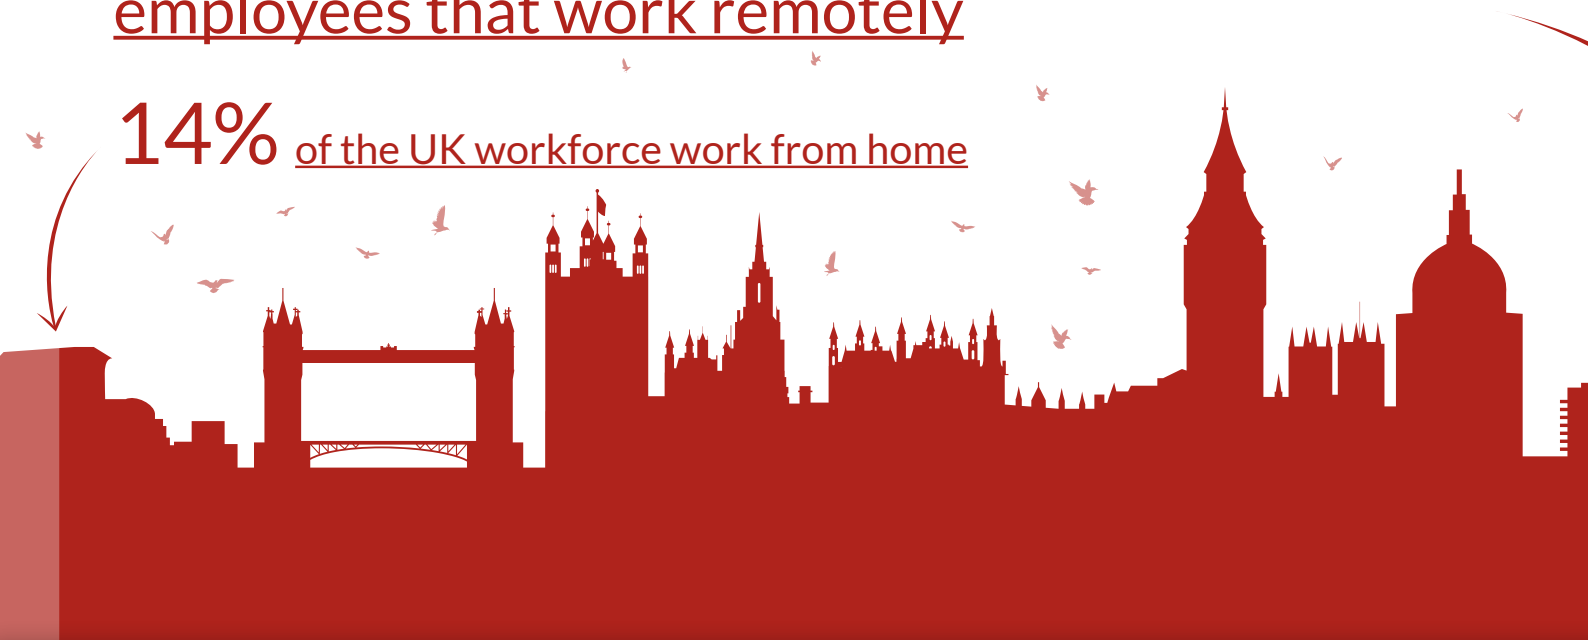 employees that work remotely
14% of the UK workforce work from home